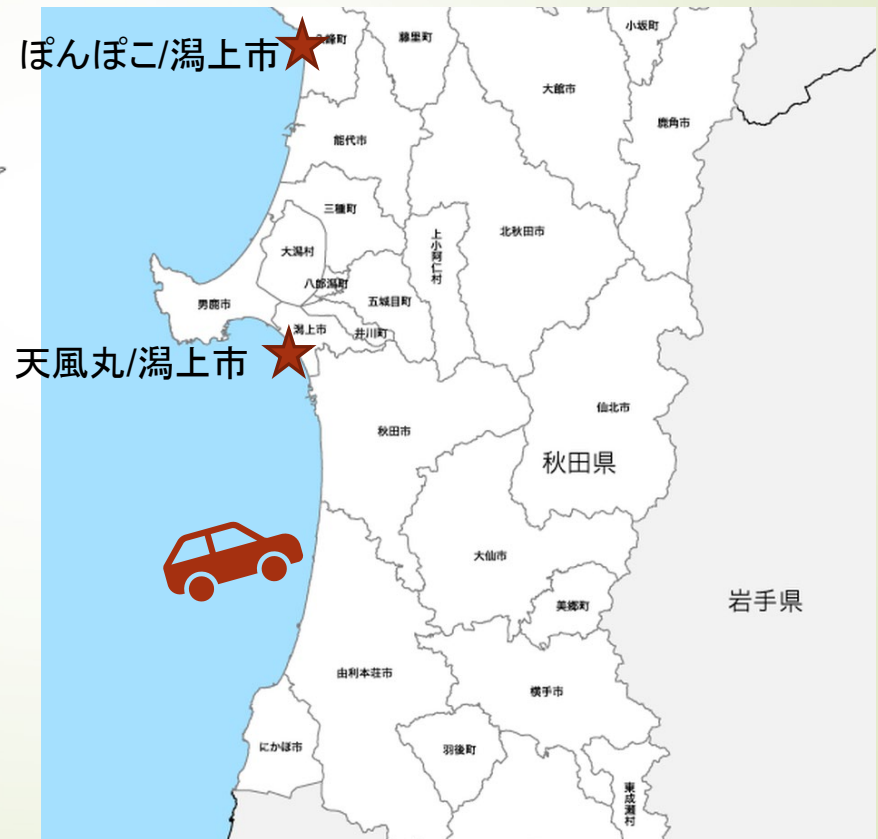 ぽんぽこ/潟上市
峰町
藤里町
小坂町
大館市
鹿角市
能代市
三種町
上小阿仁村
北秋田市
大潟村
八郎潟町
五城目町
男鹿市
潟上市
井川町
天風丸/潟上市
仙北市
秋田市
秋田県
大仙市
美郷町
岩手県
由利本荘市
横手市
にかほ市
羽後町
東成瀬村